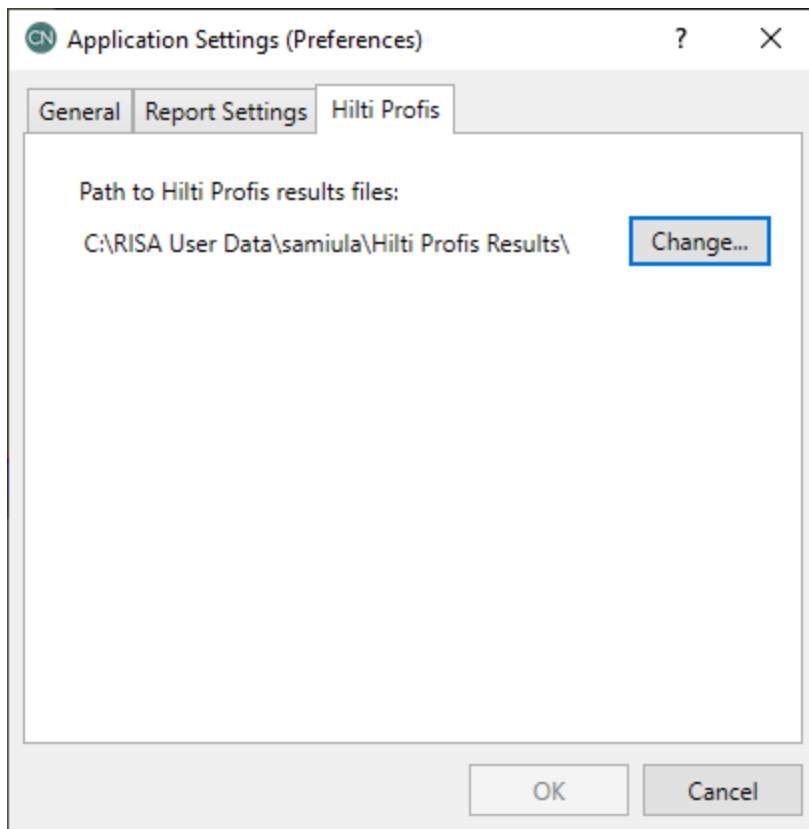 CN Application Settings (Preferences) ?
General Report Settings Hilti Profis
Path to Hilti Profis results files:
C:\RISA User Data\samiula\Hilti Profis Results\ Change...
OK Cancel